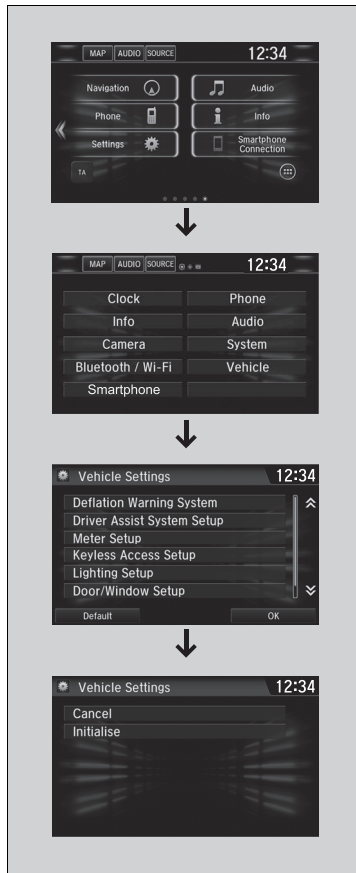 MAP AUDIO SOURCE 12:34
Navigation Audio
Phone Info
Settings Smartphone
Connection
TA
MAP AUDIO SOURCE 12:34
Clock Phone
Info Audio
Camera System
Bluetooth / Wi-Fi Vehicle
Smartphone
Vehicle Settings 12:34
Deflation Warning System
Driver Assist System Setup
Meter Setup
Keyless Access Setup
Lighting Setup
Door/Window Setup
Default OK
Vehicle Settings 12:34
Cancel
Initialise